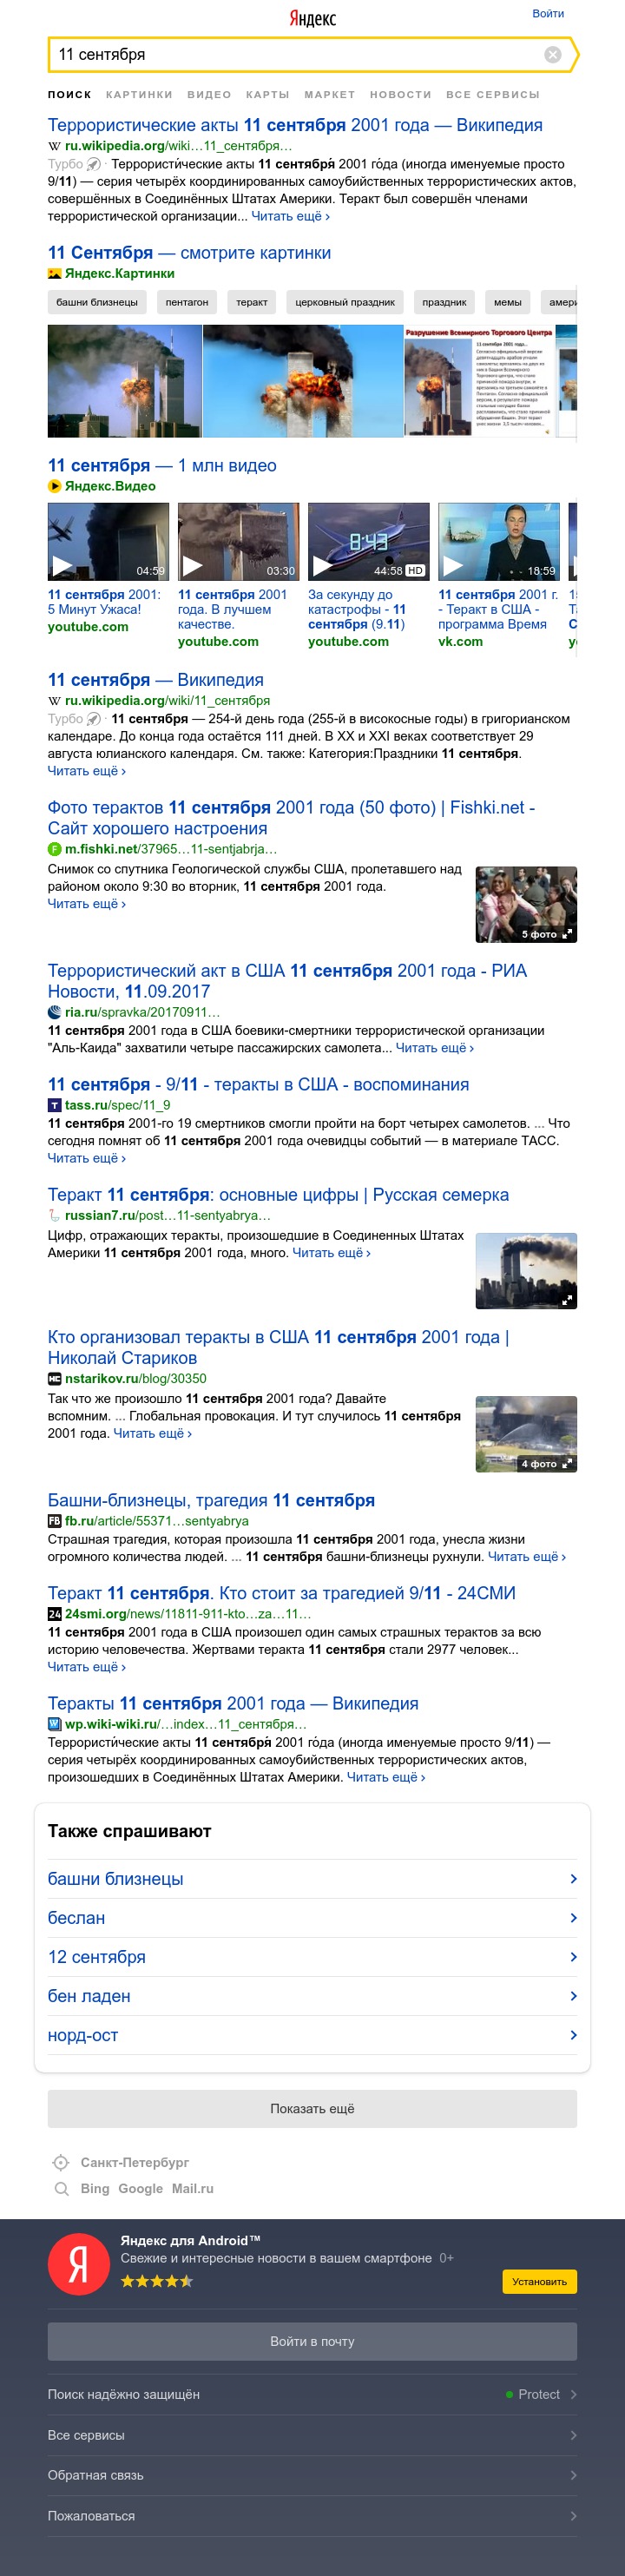 Яндекс
Войти
11 сентября
ПОИСК КАРТИНКИ ВИДЕО КАРТЫ МАРКЕТ НОВОСТИ ВСЕ СЕРВИСЫ
Террористические акты 11 сентября 2001 года — Википедия
W ru.wikipedia.org/wiki…11_сентября…
Турбо · Террористи́ческие акты 11 сентября́ 2001 го́да (иногда именуемые просто
9/11) — серия четырёх координированных самоубийственных террористических актов,
совершённых в Соединённых Штатах Америки. Теракт был совершён членами
террористической организации... Читать ещё ›
11 Сентября — смотрите картинки
Яндекс.Картинки
башни близнецы пентагон теракт церковный праздник праздник мемы амери
Разрушение Всемирного Торгового Центра
11 сентября 2001 года...
11 сентября — 1 млн видео
Яндекс.Видео
04:59 03:30 8:43 44:58 HD 18:59
11 сентября 2001:
5 Минут Ужаса!
youtube.com
11 сентября 2001
года. В лучшем
качестве.
youtube.com
За секунду до
катастрофы - 11
сентября (9.11)
youtube.com
11 сентября 2001 г.
- Теракт в США -
программа Время
vk.com
11 сентября — Википедия
W ru.wikipedia.org/wiki/11_сентября
Турбо · 11 сентября — 254-й день года (255-й в високосные годы) в григорианском
календаре. До конца года остаётся 111 дней. В XX и XXI веках соответствует 29
августа юлианского календаря. См. также: Категория:Праздники 11 сентября.
Читать ещё ›
Фото терактов 11 сентября 2001 года (50 фото) | Fishki.net -
Сайт хорошего настроения
F m.fishki.net/37965…11-sentjabrja…
Снимок со спутника Геологической службы США, пролетавшего над
районом около 9:30 во вторник, 11 сентября 2001 года.
Читать ещё ›
5 фото
Террористический акт в США 11 сентября 2001 года - РИА
Новости, 11.09.2017
ria.ru/spravka/20170911…
11 сентября 2001 года в США боевики-смертники террористической организации
"Аль-Каида" захватили четыре пассажирских самолета... Читать ещё ›
11 сентября - 9/11 - теракты в США - воспоминания
T tass.ru/spec/11_9
11 сентября 2001-го 19 смертников смогли пройти на борт четырех самолетов. ... Что
сегодня помнят об 11 сентября 2001 года очевидцы событий — в материале ТАСС.
Читать ещё ›
Теракт 11 сентября: основные цифры | Русская семерка
russian7.ru/post…11-sentyabrya…
Цифр, отражающих теракты, произошедшие в Соединенных Штатах
Америки 11 сентября 2001 года, много. Читать ещё ›
Кто организовал теракты в США 11 сентября 2001 года |
Николай Стариков
НС nstarikov.ru/blog/30350
Так что же произошло 11 сентября 2001 года? Давайте
вспомним. ... Глобальная провокация. И тут случилось 11 сентября
2001 года. Читать ещё ›
4 фото
Башни-близнецы, трагедия 11 сентября
FB fb.ru/article/55371…sentyabrya
Страшная трагедия, которая произошла 11 сентября 2001 года, унесла жизни
огромного количества людей. ... 11 сентября башни-близнецы рухнули. Читать ещё ›
Теракт 11 сентября. Кто стоит за трагедией 9/11 - 24СМИ
24 24smi.org/news/11811-911-kto…za…11…
11 сентября 2001 года в США произошел один самых страшных терактов за всю
историю человечества. Жертвами теракта 11 сентября стали 2977 человек...
Читать ещё ›
Теракты 11 сентября 2001 года — Википедия
W wp.wiki-wiki.ru/…index…11_сентября…
Террористи́ческие акты 11 сентября́ 2001 го́да (иногда именуемые просто 9/11) —
серия четырёх координированных самоубийственных террористических актов,
произошедших в Соединённых Штатах Америки. Читать ещё ›
Также спрашивают
башни близнецы
беслан
12 сентября
бен ладен
норд-ост
Показать ещё
Санкт-Петербург
Bing Google Mail.ru
Я
Яндекс для Android™
Свежие и интересные новости в вашем смартфоне 0+
Установить
Войти в почту
Поиск надёжно защищён Protect
Все сервисы
Обратная связь
Пожаловаться